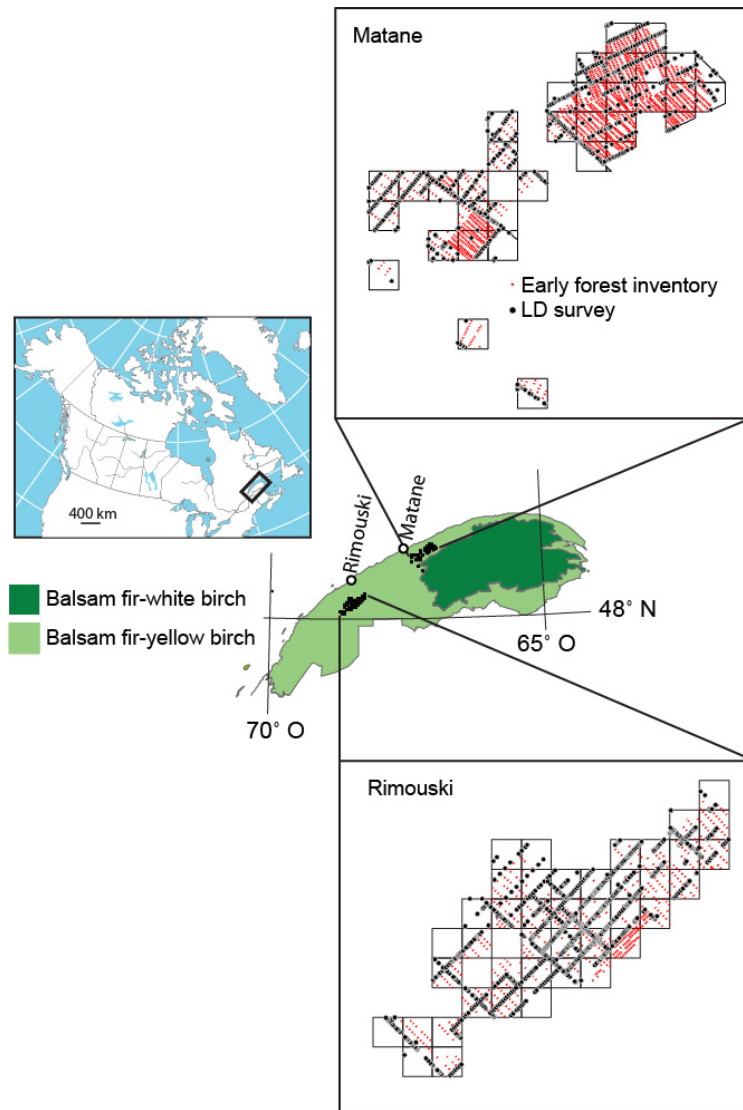 Matane
Early forest inventory
LD survey
400 km
Rimouski
Matane
Balsam fir-white birch
Balsam fir-yellow birch
48° N
65° O
70° O
Rimouski